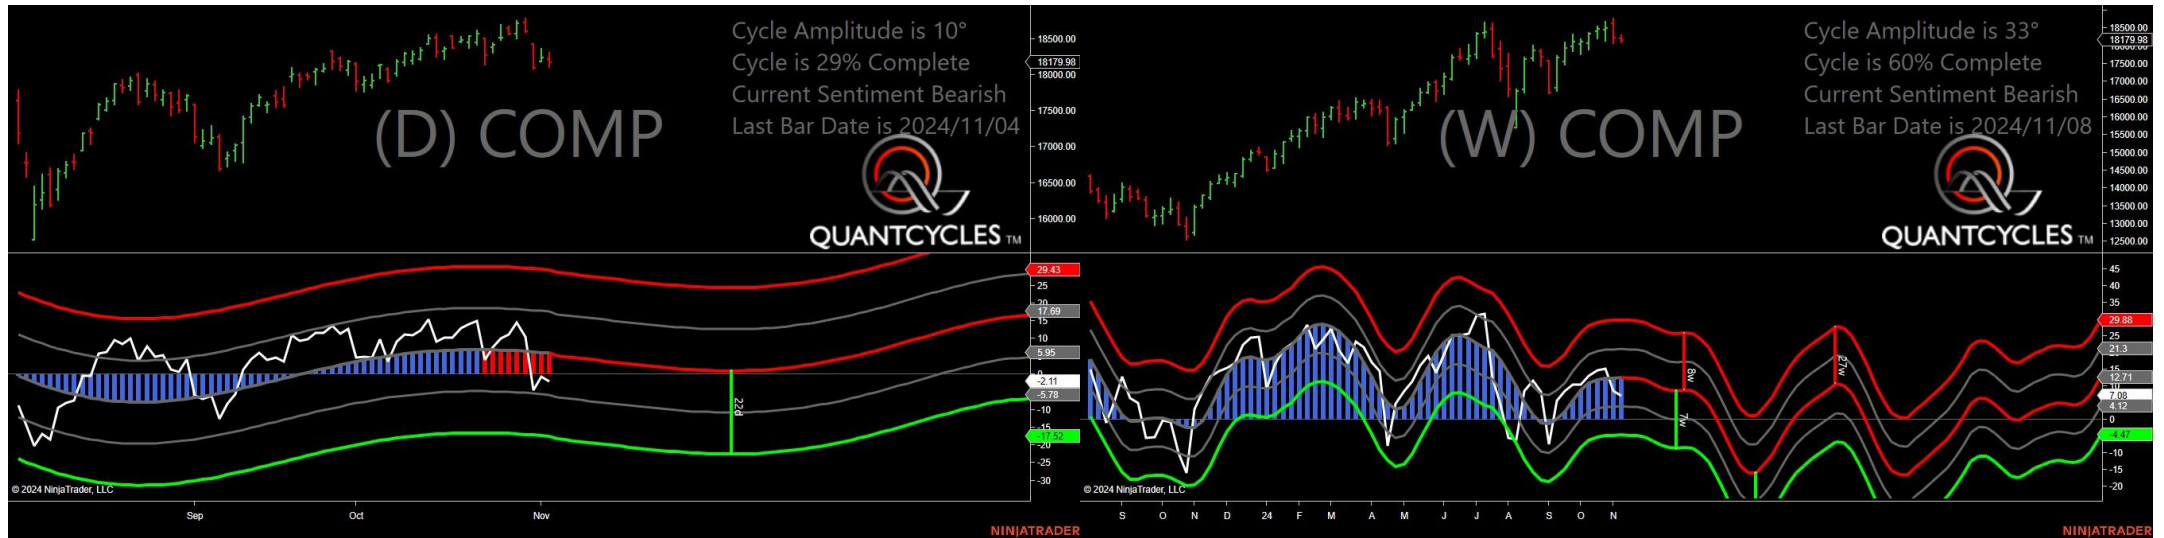 Cycle Amplitude is 10°
Cycle is 29% Complete
Current Sentiment Bearish
Last Bar Date is 2024/11/04
(D) COMP
QUANTCYCLES TM
18500.00
18179.98
18000.00
17500.00
17000.00
16500.00
16000.00
29.43
25
20
17.69
15
10
5.95
0
-2.11
-5.78
-10
-15
-17.52
-20
-25
-30
22d
© 2024 NinjaTrader, LLC
Sep
Oct
Nov
NINJATRADER
Cycle Amplitude is 33°
Cycle is 60% Complete
Current Sentiment Bearish
Last Bar Date is 2024/11/08
(W) COMP
QUANTCYCLES TM
18500.00
18179.98
18000.00
17500.00
17000.00
16500.00
16000.00
15500.00
15000.00
14500.00
14000.00
13500.00
13000.00
12500.00
45
40
35
29.88
25
21.3
15
12.71
10
7.08
4.12
0
-4.47
-10
-15
-20
8w
7w
27w
© 2024 NinjaTrader, LLC
S
O
N
D
24
F
M
A
M
J
J
A
S
O
N
NINJATRADER